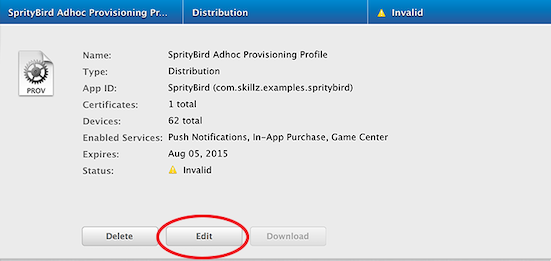 SprityBird Adhoc Provisioning Pr... Distribution Invalid
PROV
Name: SprityBird Adhoc Provisioning Profile
Type: Distribution
App ID: SprityBird (com.skillz.examples.spritybird)
Certificates: 1 total
Devices: 62 total
Enabled Services: Push Notifications, In-App Purchase, Game Center
Expires: Aug 05, 2015
Status: Invalid
Delete Edit Download